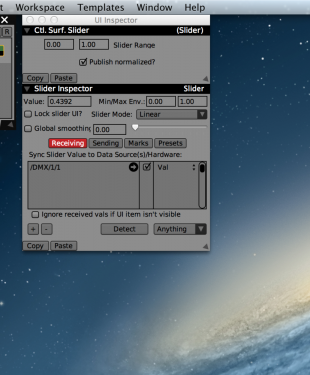 t Workspace Templates Window Help
R
UI Inspector
Ctl. Surf. Slider (Slider)
0.00 1.00 Slider Range
Publish normalized?
Copy Paste
Slider Inspector Slider
Value: 0.4392 Min/Max Env.: 0.00 1.00
Lock slider UI? Slider Mode: Linear
Global smoothing 0.00
Receiving Sending Marks Presets
Sync Slider Value to Data Source(s)/Hardware:
/DMX/1/1 Val
Ignore received vals if UI item isn't visible
+ - Detect Anything
Copy Paste